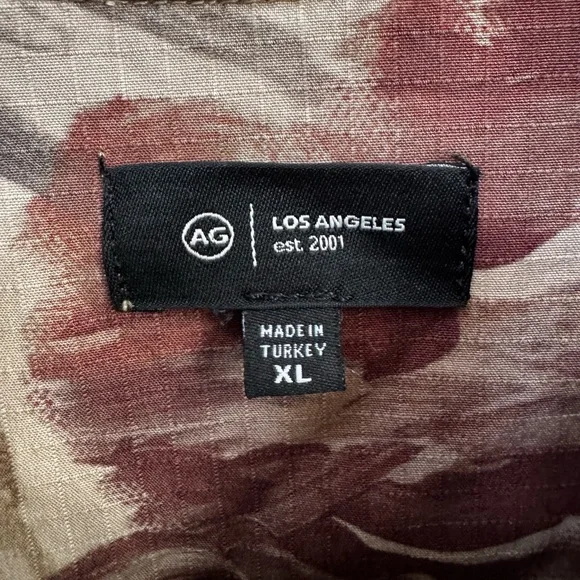 AG
LOS ANGELES
est. 2001
MADE IN
TURKEY
XL